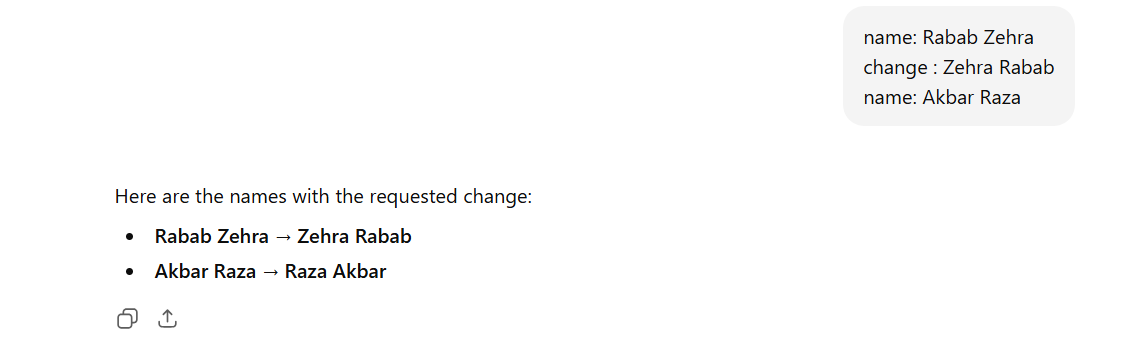 name: Rabab Zehra
change : Zehra Rabab
name: Akbar Raza
Here are the names with the requested change:
• Rabab Zehra → Zehra Rabab
• Akbar Raza → Raza Akbar